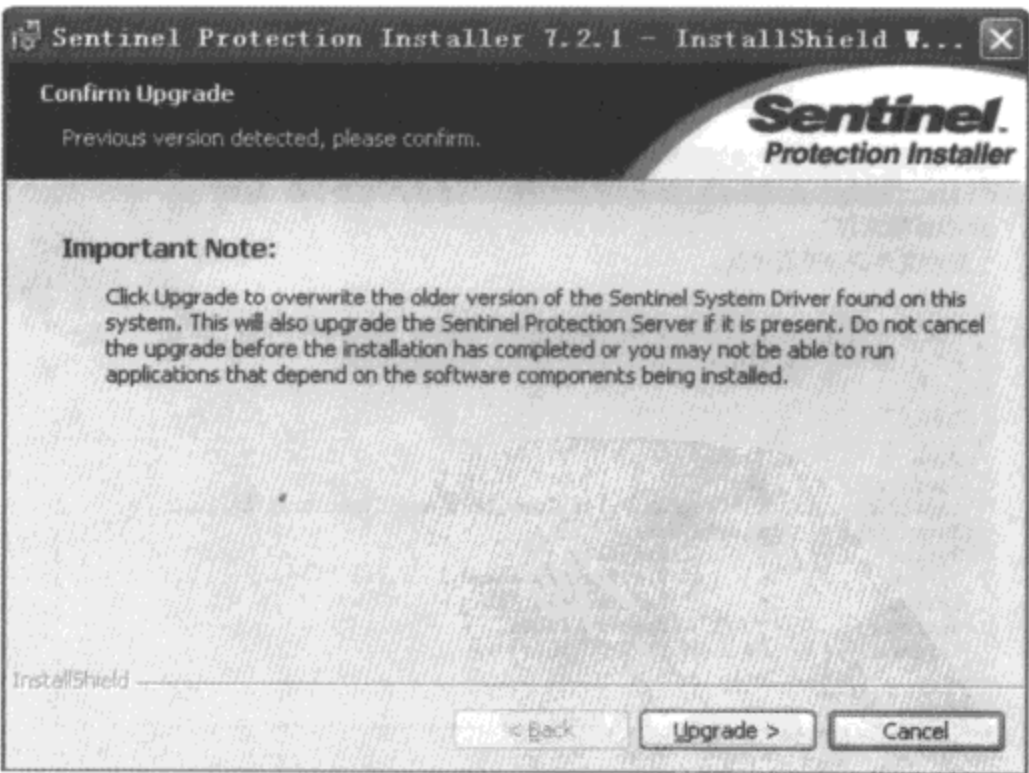 Sentinel Protection Installer 7.2.1 - InstallShield W...
Confirm Upgrade
Previous version detected, please confirm.
Sentinel.
Protection Installer
Important Note:
Click Upgrade to overwrite the older version of the Sentinel System Driver found on this
system. This will also upgrade the Sentinel Protection Server if it is present. Do not cancel
the upgrade before the installation has completed or you may not be able to run
applications that depend on the software components being installed.
InstallShield
< Back
Upgrade >
Cancel